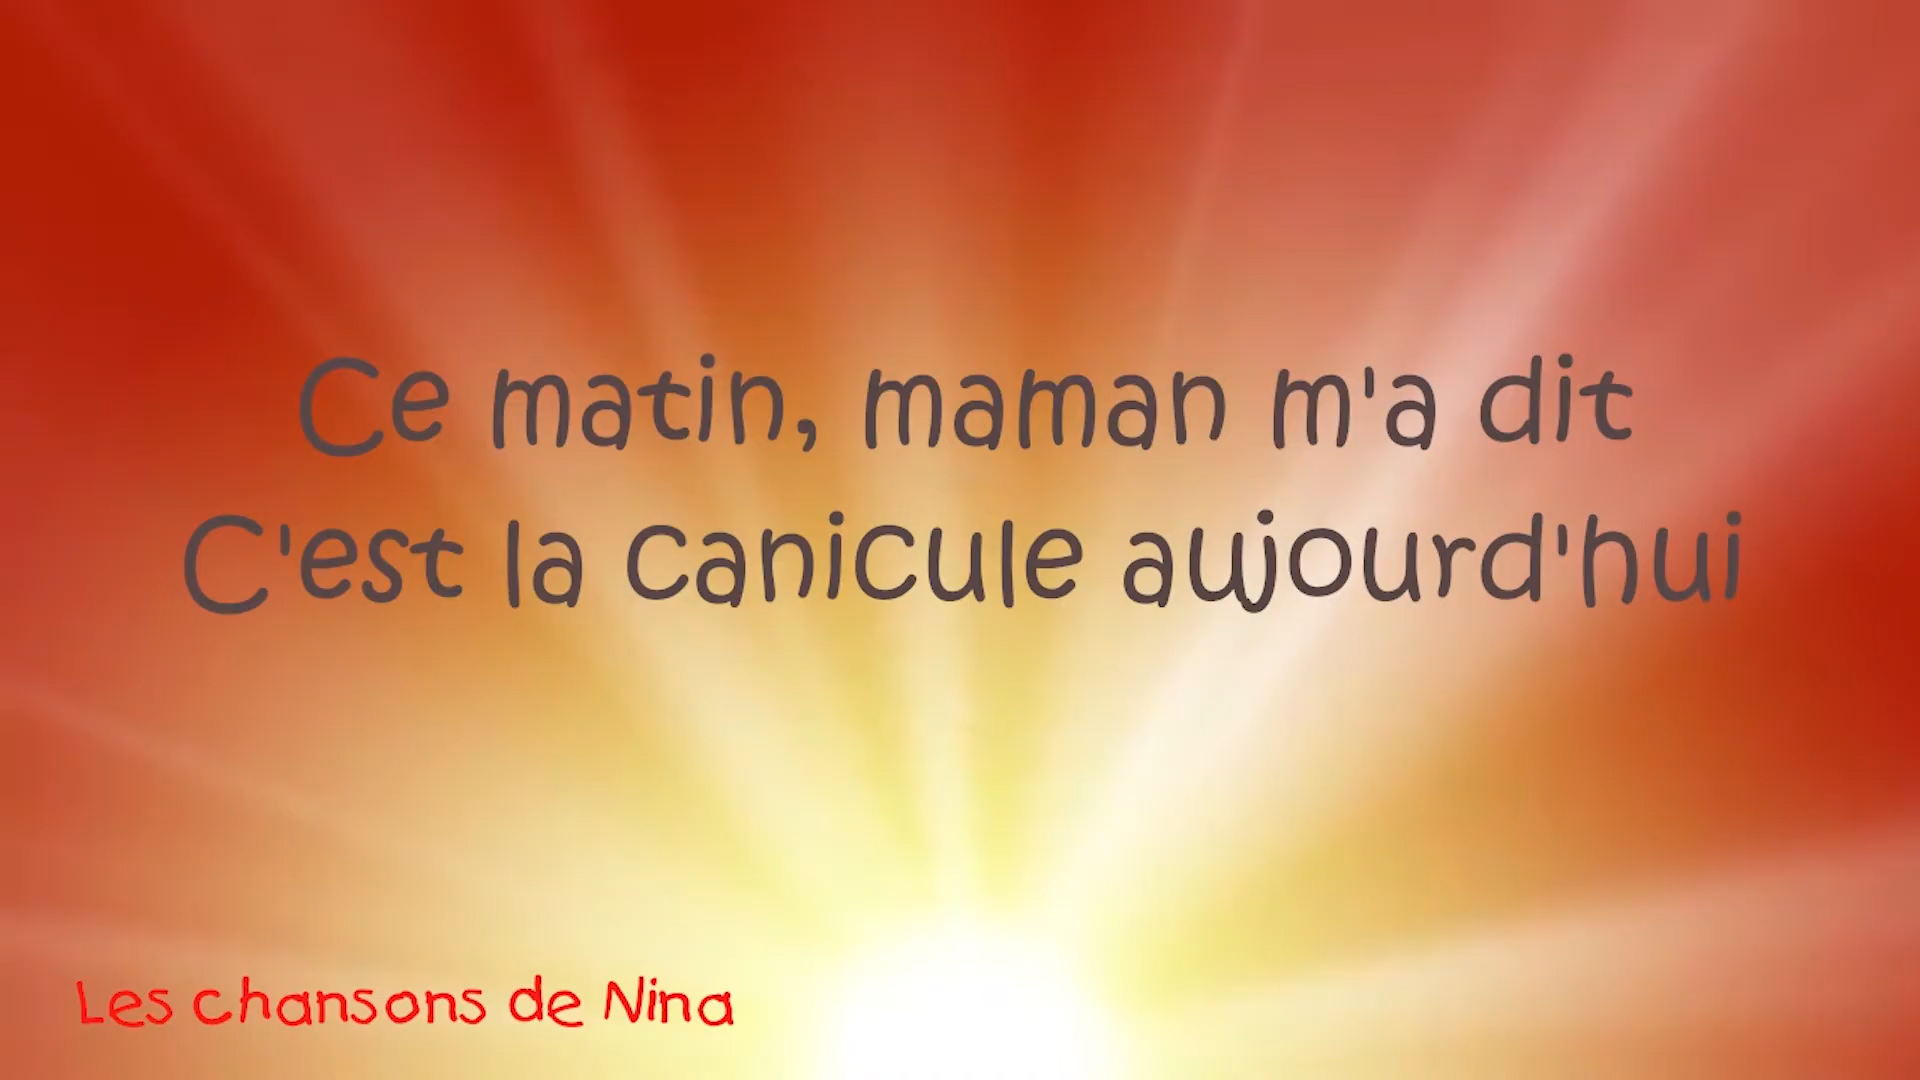 Ce matin, maman m'a dit
C'est la canicule aujourd'hui
Les chansons de Nina